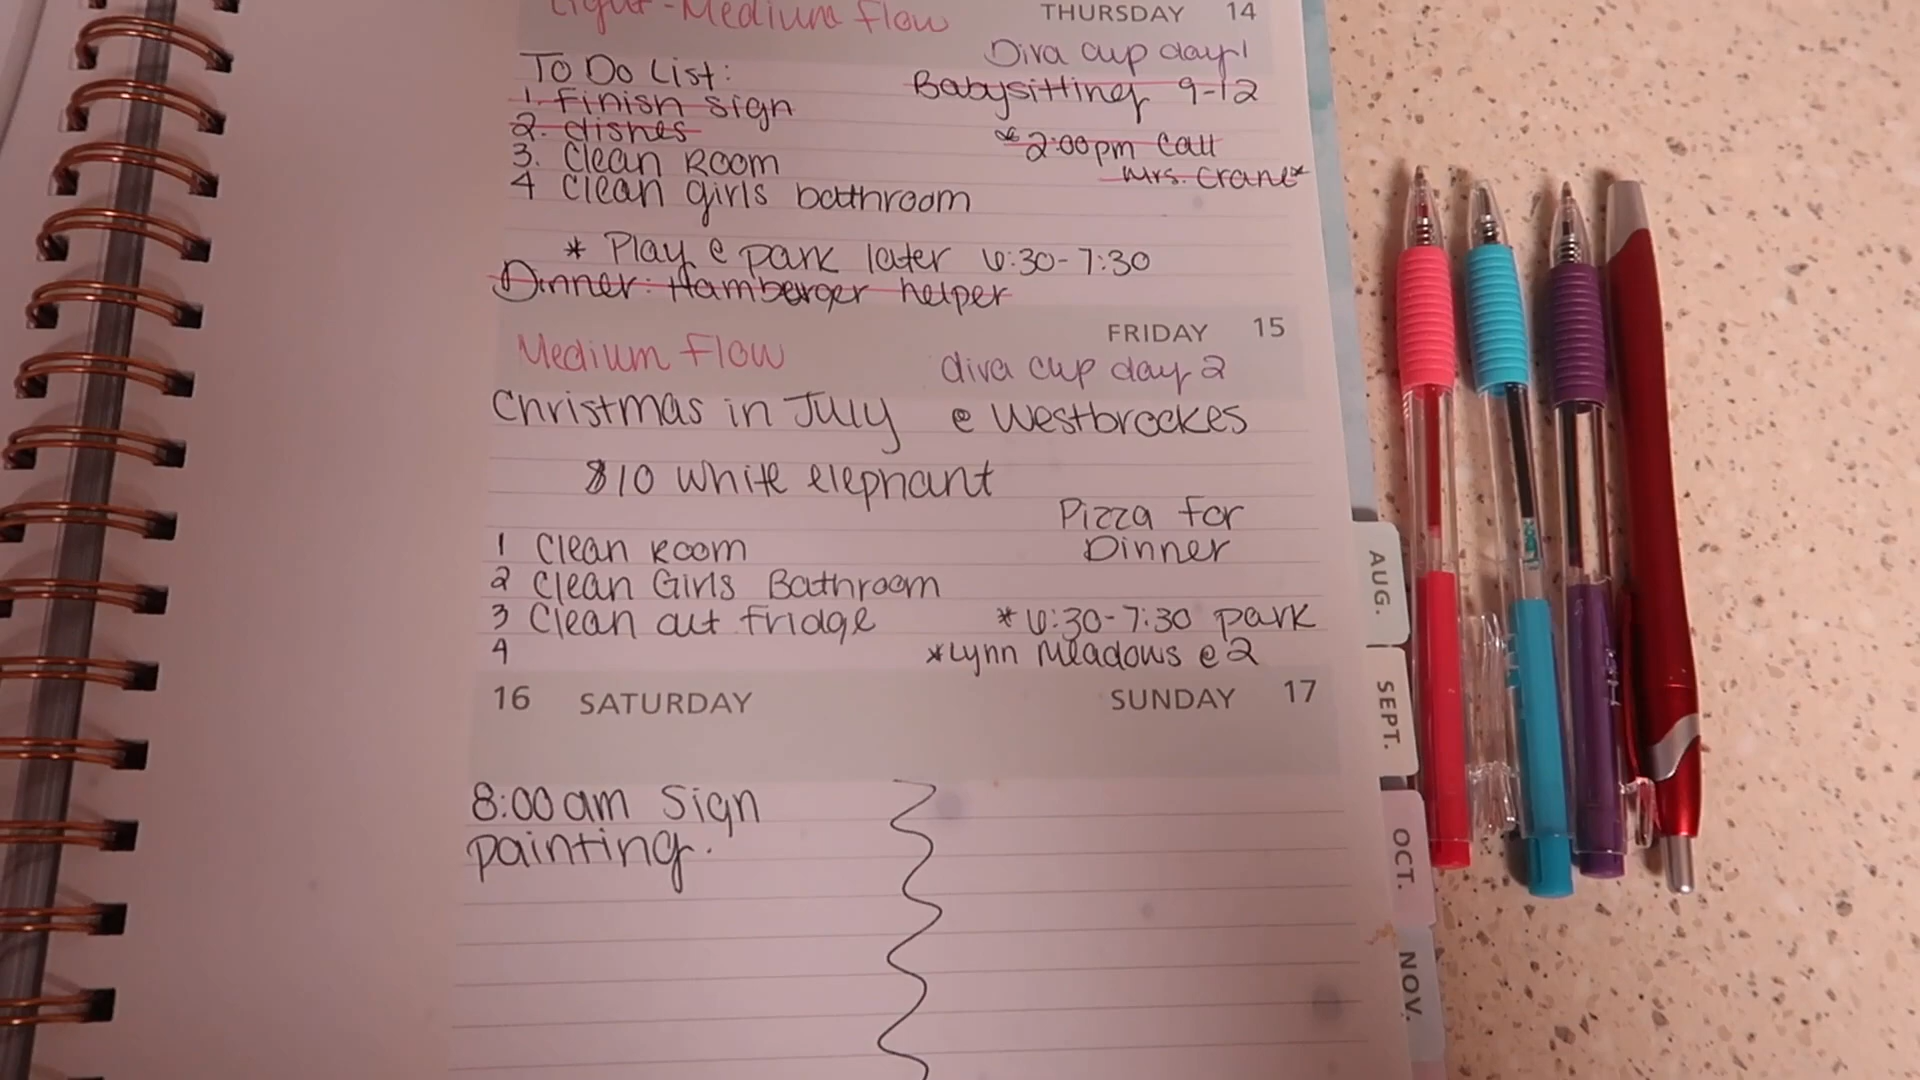 Light-Medium Flow
THURSDAY 14
Diva cup day 1
To Do List:
Babysitting 9-12
1. Finish sign
2. dishes
*2:00pm Call
Mrs. Crane*
3. Clean Room
4 Clean girls bathroom
* Play @ park later 6:30-7:30
Dinner: Hamberger helper
FRIDAY 15
Medium Flow
diva cup day 2
Christmas in July @ Westbrookes
$10 white elephant
Pizza for
Dinner
1 Clean Room
2 Clean Girls Bathroom
3 Clean out fridge
*6:30-7:30 park
4
*Lynn Meadows @ 2
16 SATURDAY
SUNDAY 17
8:00am Sign
painting.
AUG.
SEPT.
OCT.
NOV.